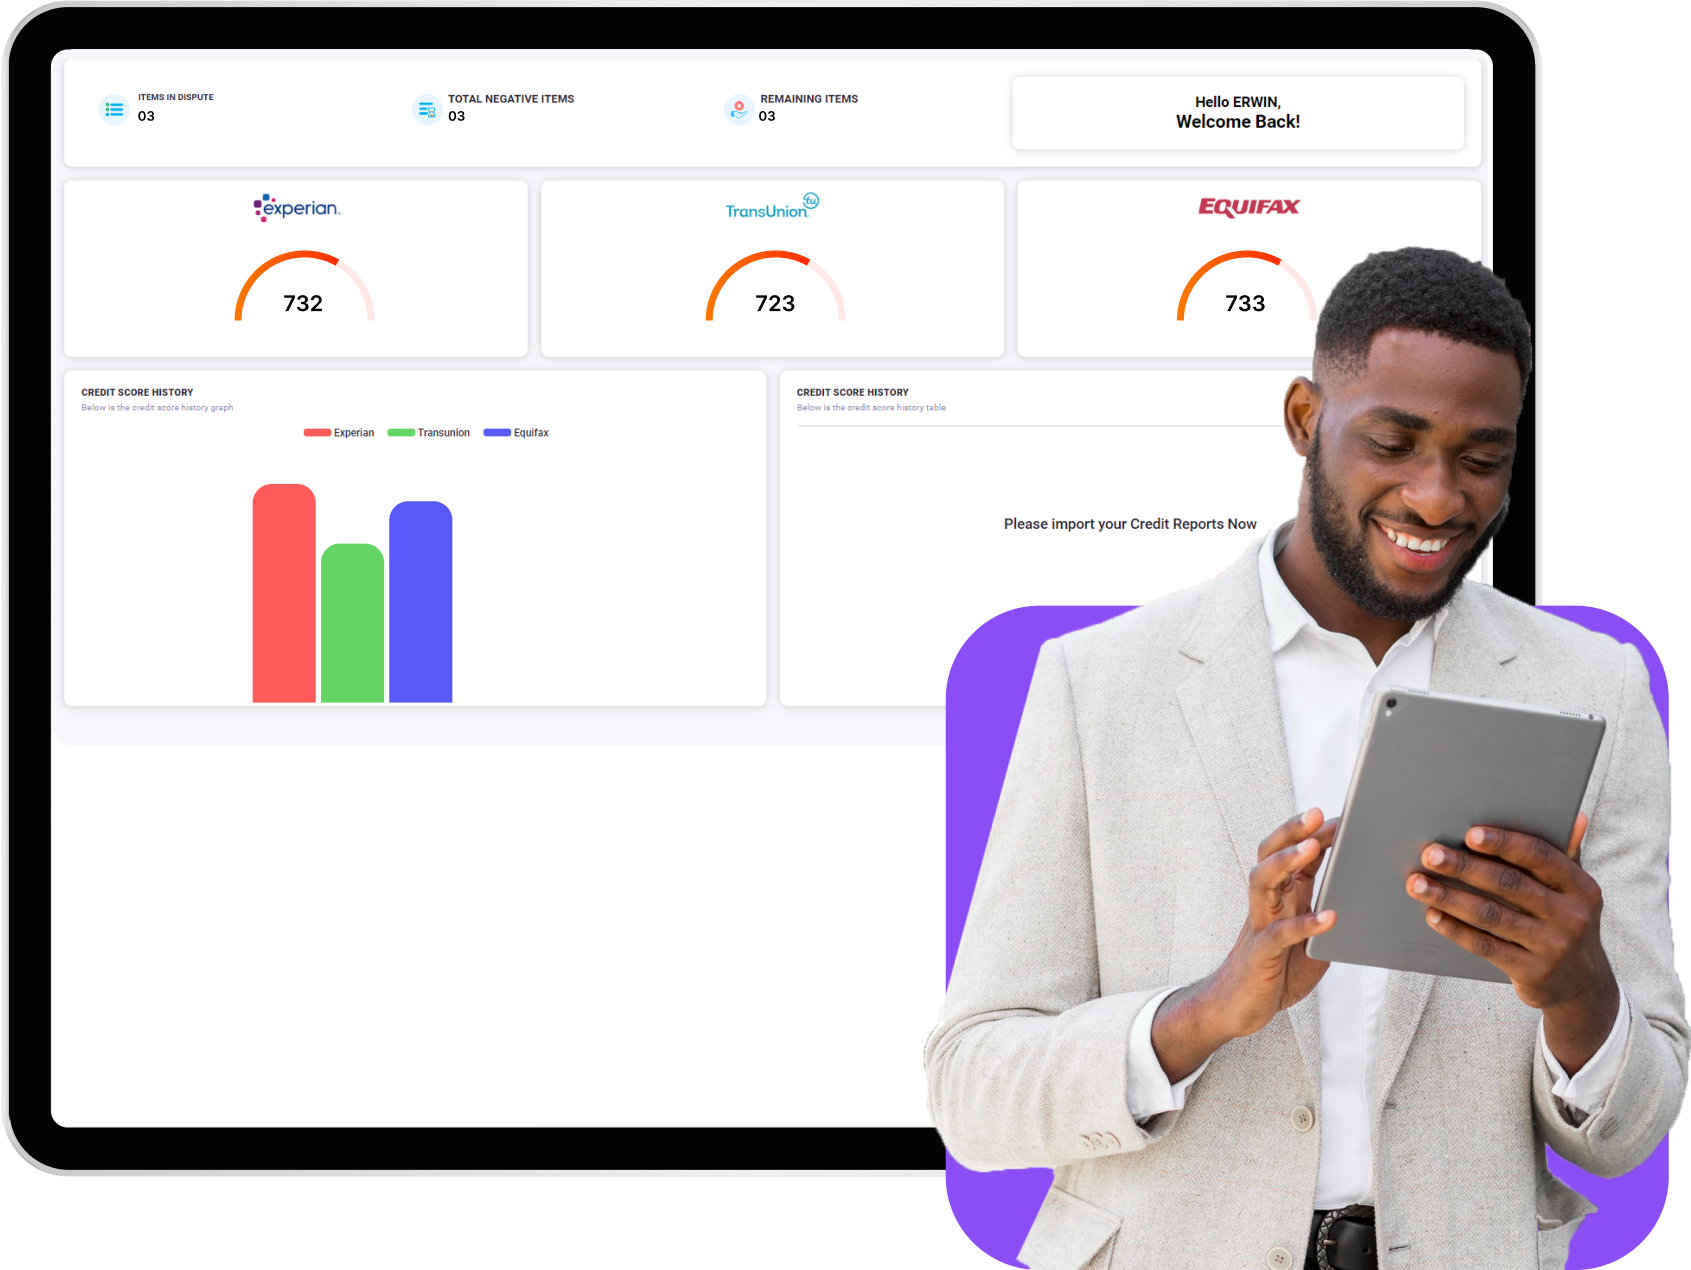 ITEMS IN DISPUTE
03
TOTAL NEGATIVE ITEMS
03
REMAINING ITEMS
03
Hello ERWIN,
Welcome Back!
experian.
732
TransUnion tu
723
EQUIFAX
733
CREDIT SCORE HISTORY
Below is the credit score history graph
Experian Transunion Equifax
CREDIT SCORE HISTORY
Below is the credit score history table
Please import your Credit Reports Now